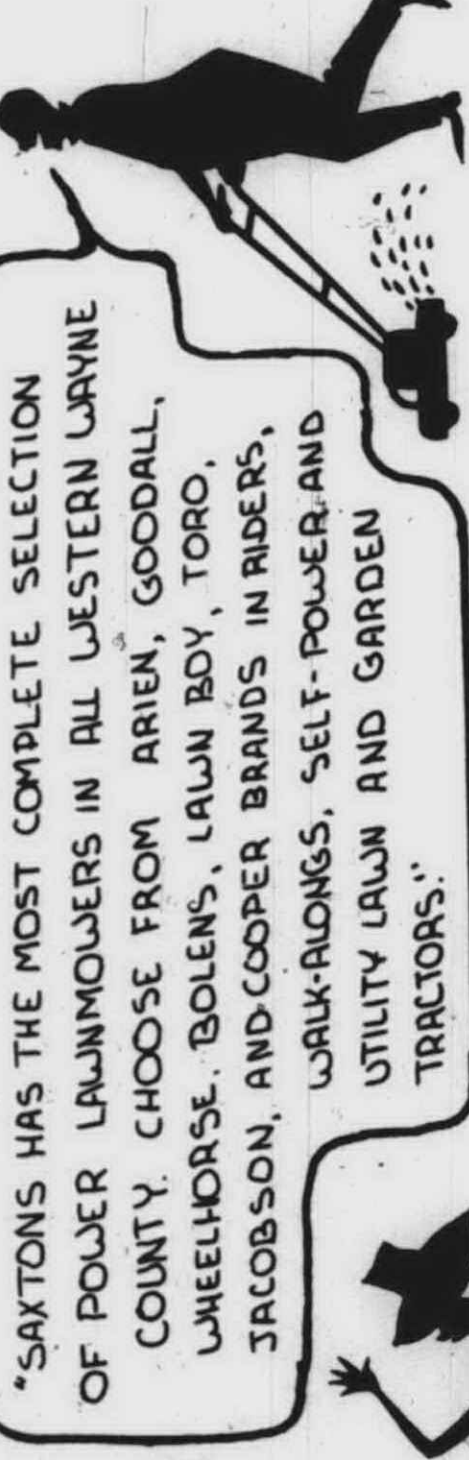 "SAXTONS HAS THE MOST COMPLETE SELECTION
OF POWER LAWNMOWERS IN ALL WESTERN WAYNE
COUNTY. CHOOSE FROM ARIEN, GOODALL,
WHEELHORSE. BOLENS, LAWN BOY, TORO,
JACOBSON, AND COOPER BRANDS IN RIDERS,
WALK-ALONGS, SELF-POWER AND
UTILITY LAWN AND GARDEN
TRACTORS."